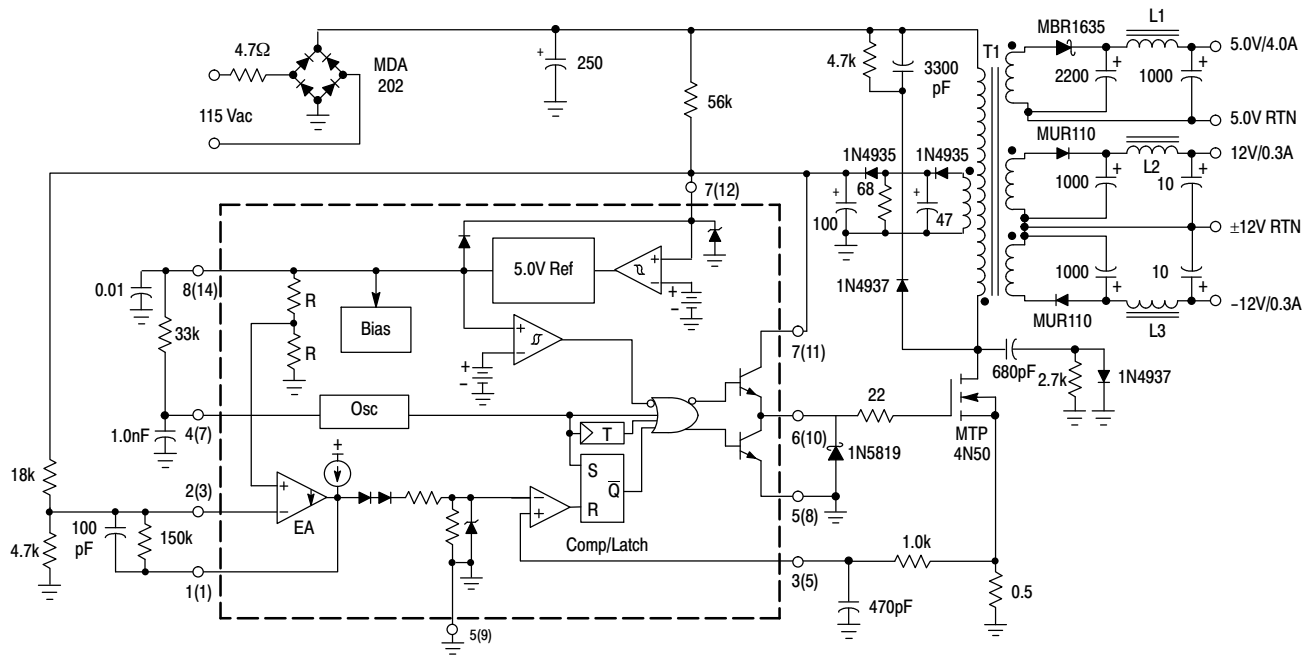 4.7Ω
MDA
202
115 Vac
250
56k
4.7k
3300
pF
T1
MBR1635
L1
5.0V/4.0A
2200
1000
5.0V RTN
MUR110
12V/0.3A
L2
1000
10
±12V RTN
1000
10
MUR110
L3
–12V/0.3A
1N4935
1N4935
68
100
47
7(12)
1N4937
0.01
8(14)
33k
R
R
Bias
5.0V Ref
7(11)
680pF
2.7k
1N4937
Osc
4(7)
1.0nF
T
S
Q
R
22
6(10)
1N5819
MTP
4N50
18k
2(3)
EA
Comp/Latch
5(8)
100
pF
150k
4.7k
1(1)
3(5)
1.0k
470pF
0.5
5(9)